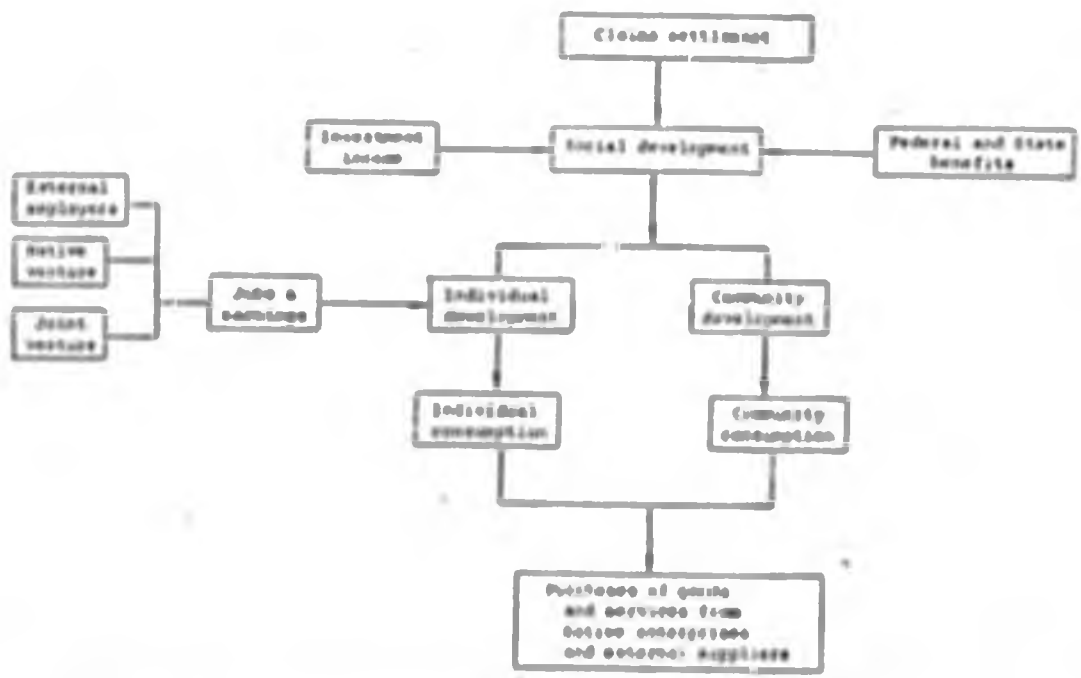 Claims settlement
Investment
income
Social development
Federal and State
benefits
External
employers
Native
venture
Joint
venture
Jobs &
earnings
Individual
development
Community
development
Individual
consumption
Community
consumption
Purchase of goods
and services from
native enterprises
and external suppliers